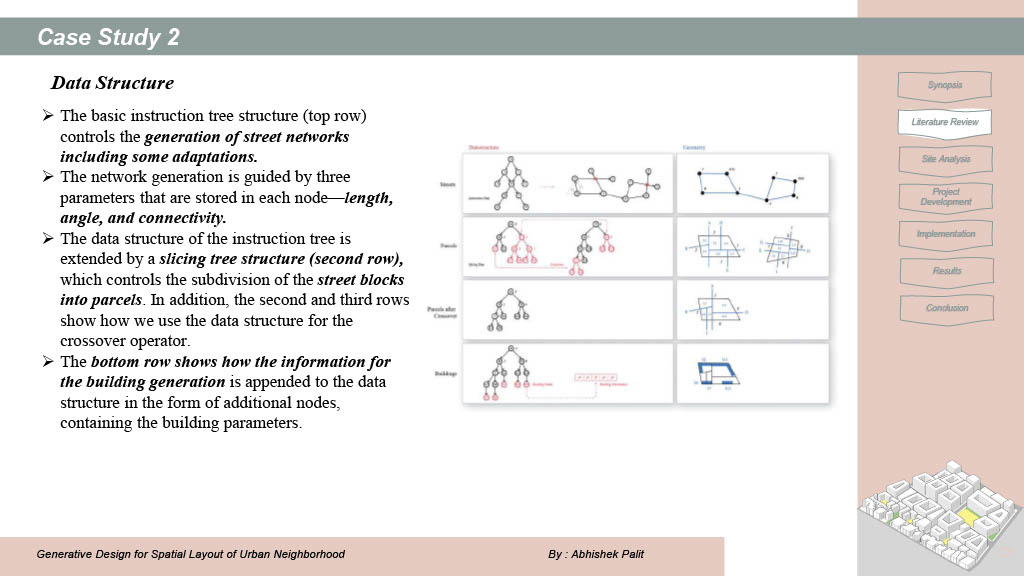 Case Study 2
Data Structure
➢ The basic instruction tree structure (top row)
controls the generation of street networks
including some adaptations.
➢ The network generation is guided by three
parameters that are stored in each node—length,
angle, and connectivity.
➢ The data structure of the instruction tree is
extended by a slicing tree structure (second row),
which controls the subdivision of the street blocks
into parcels. In addition, the second and third rows
show how we use the data structure for the
crossover operator.
➢ The bottom row shows how the information for
the building generation is appended to the data
structure in the form of additional nodes,
containing the building parameters.
Datastructure
Geometry
Streets
Parcels
Parcels after
Crossover
Buildings
Synopsis
Literature Review
Site Analysis
Project
Development
Implementation
Results
Conclusion
Generative Design for Spatial Layout of Urban Neighborhood
By : Abhishek Palit